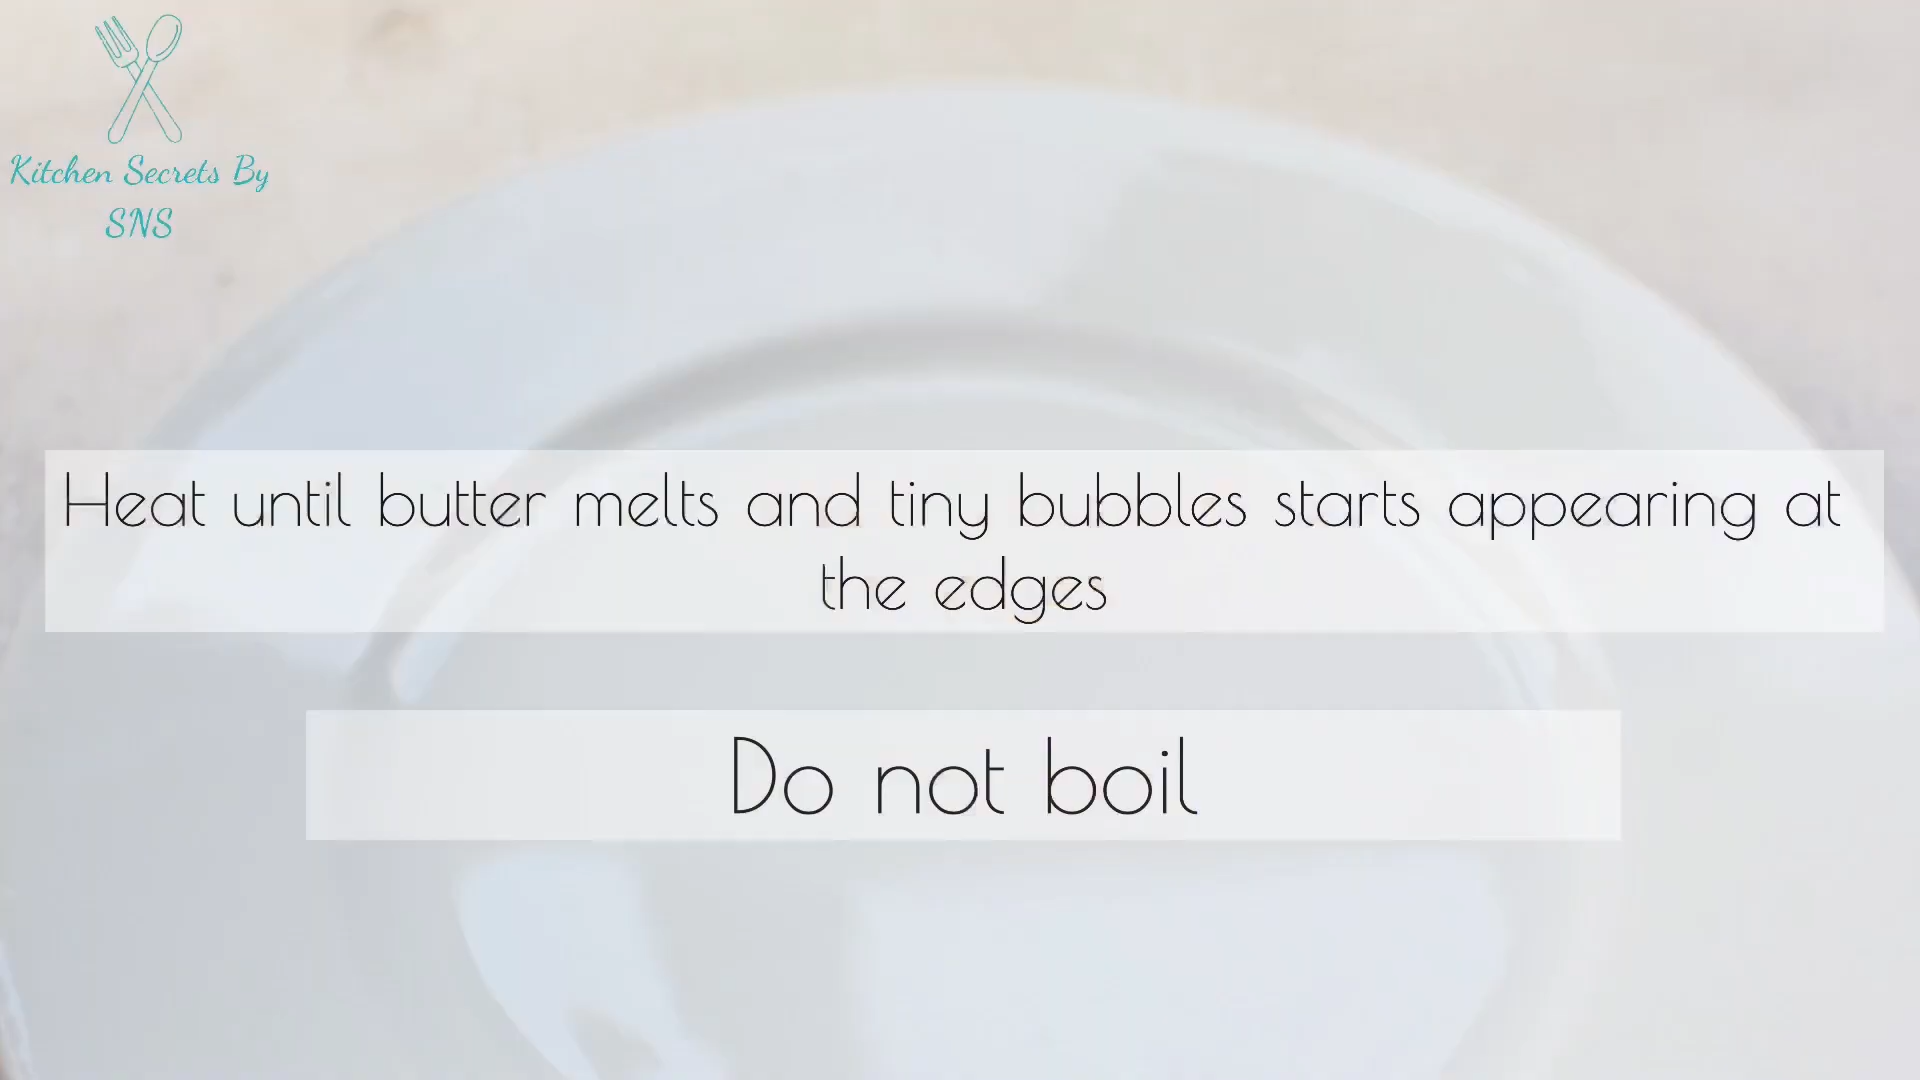 Kitchen Secrets By
SNS
Heat until butter melts and tiny bubbles starts appearing at
the edges
Do not boil